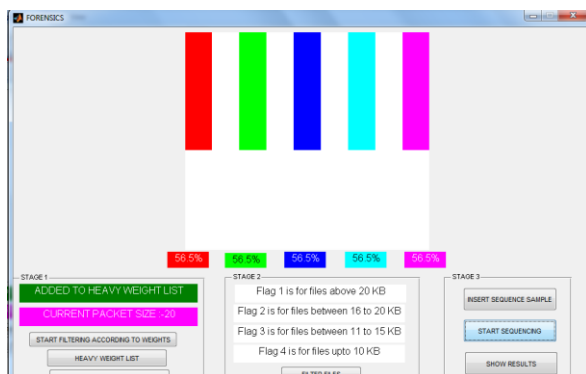 FORENSICS
56.5% 56.5% 56.5% 56.5% 56.5%
STAGE 1
ADDED TO HEAVY WEIGHT LIST
CURRENT PACKET SIZE :-20
START FILTERING ACCORDING TO WEIGHTS
HEAVY WEIGHT LIST
STAGE 2
Flag 1 is for files above 20 KB
Flag 2 is for files between 16 to 20 KB
Flag 3 is for files between 11 to 15 KB
Flag 4 is for files upto 10 KB
FILTER FILES
STAGE 3
INSERT SEQUENCE SAMPLE
START SEQUENCING
SHOW RESULTS